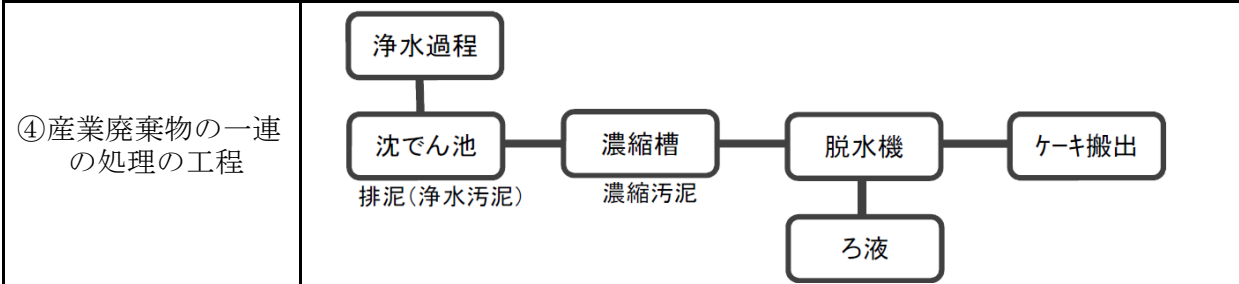 ④産業廃棄物の一連
の処理の工程
浄水過程
沈でん池
濃縮槽
脱水機
ケーキ搬出
排泥(浄水汚泥)
濃縮汚泥
ろ液